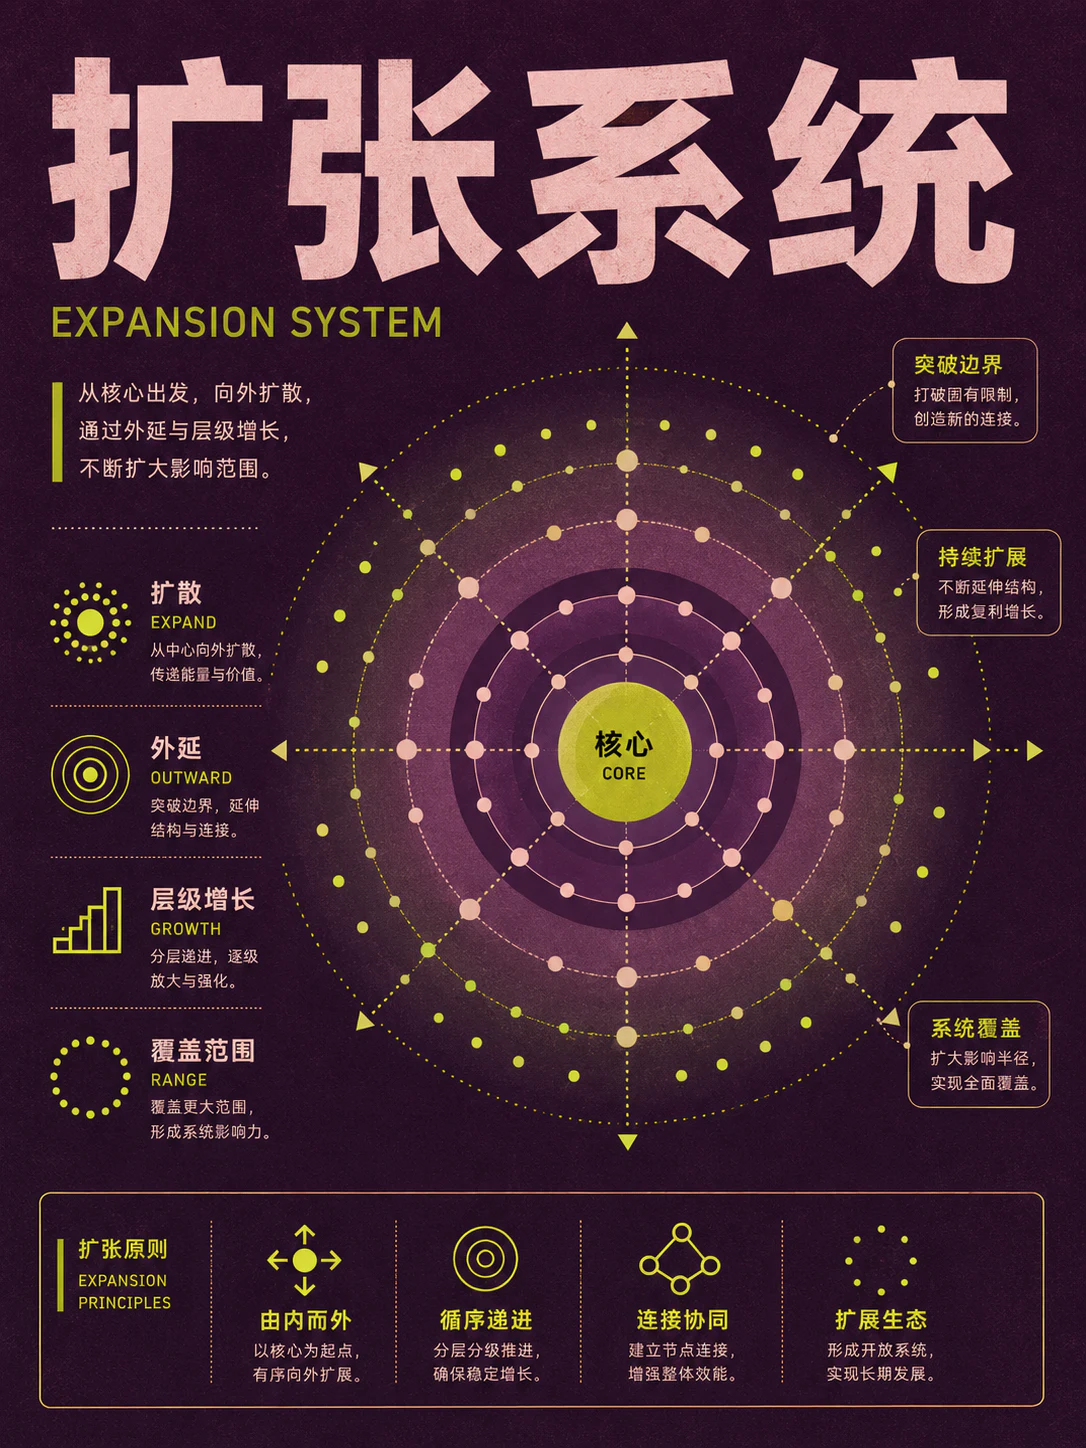 扩张系统
EXPANSION SYSTEM
从核心出发，向外扩散，
通过外延与层级增长，
不断扩大影响范围。
扩散
EXPAND
从中心向外扩散，
传递能量与价值。
外延
OUTWARD
突破边界，延伸
结构与连接。
层级增长
GROWTH
分层递进，逐级
放大与强化。
覆盖范围
RANGE
覆盖更大范围，
形成系统影响力。
核心
CORE
突破边界
打破固有限制，
创造新的连接。
持续扩展
不断延伸结构，
形成复利增长。
系统覆盖
扩大影响半径，
实现全面覆盖。
扩张原则
EXPANSION
PRINCIPLES
由内而外
以核心为起点，
有序向外扩展。
循序递进
分层分级推进，
确保稳定增长。
连接协同
建立节点连接，
增强整体效能。
扩展生态
形成开放系统，
实现长期发展。